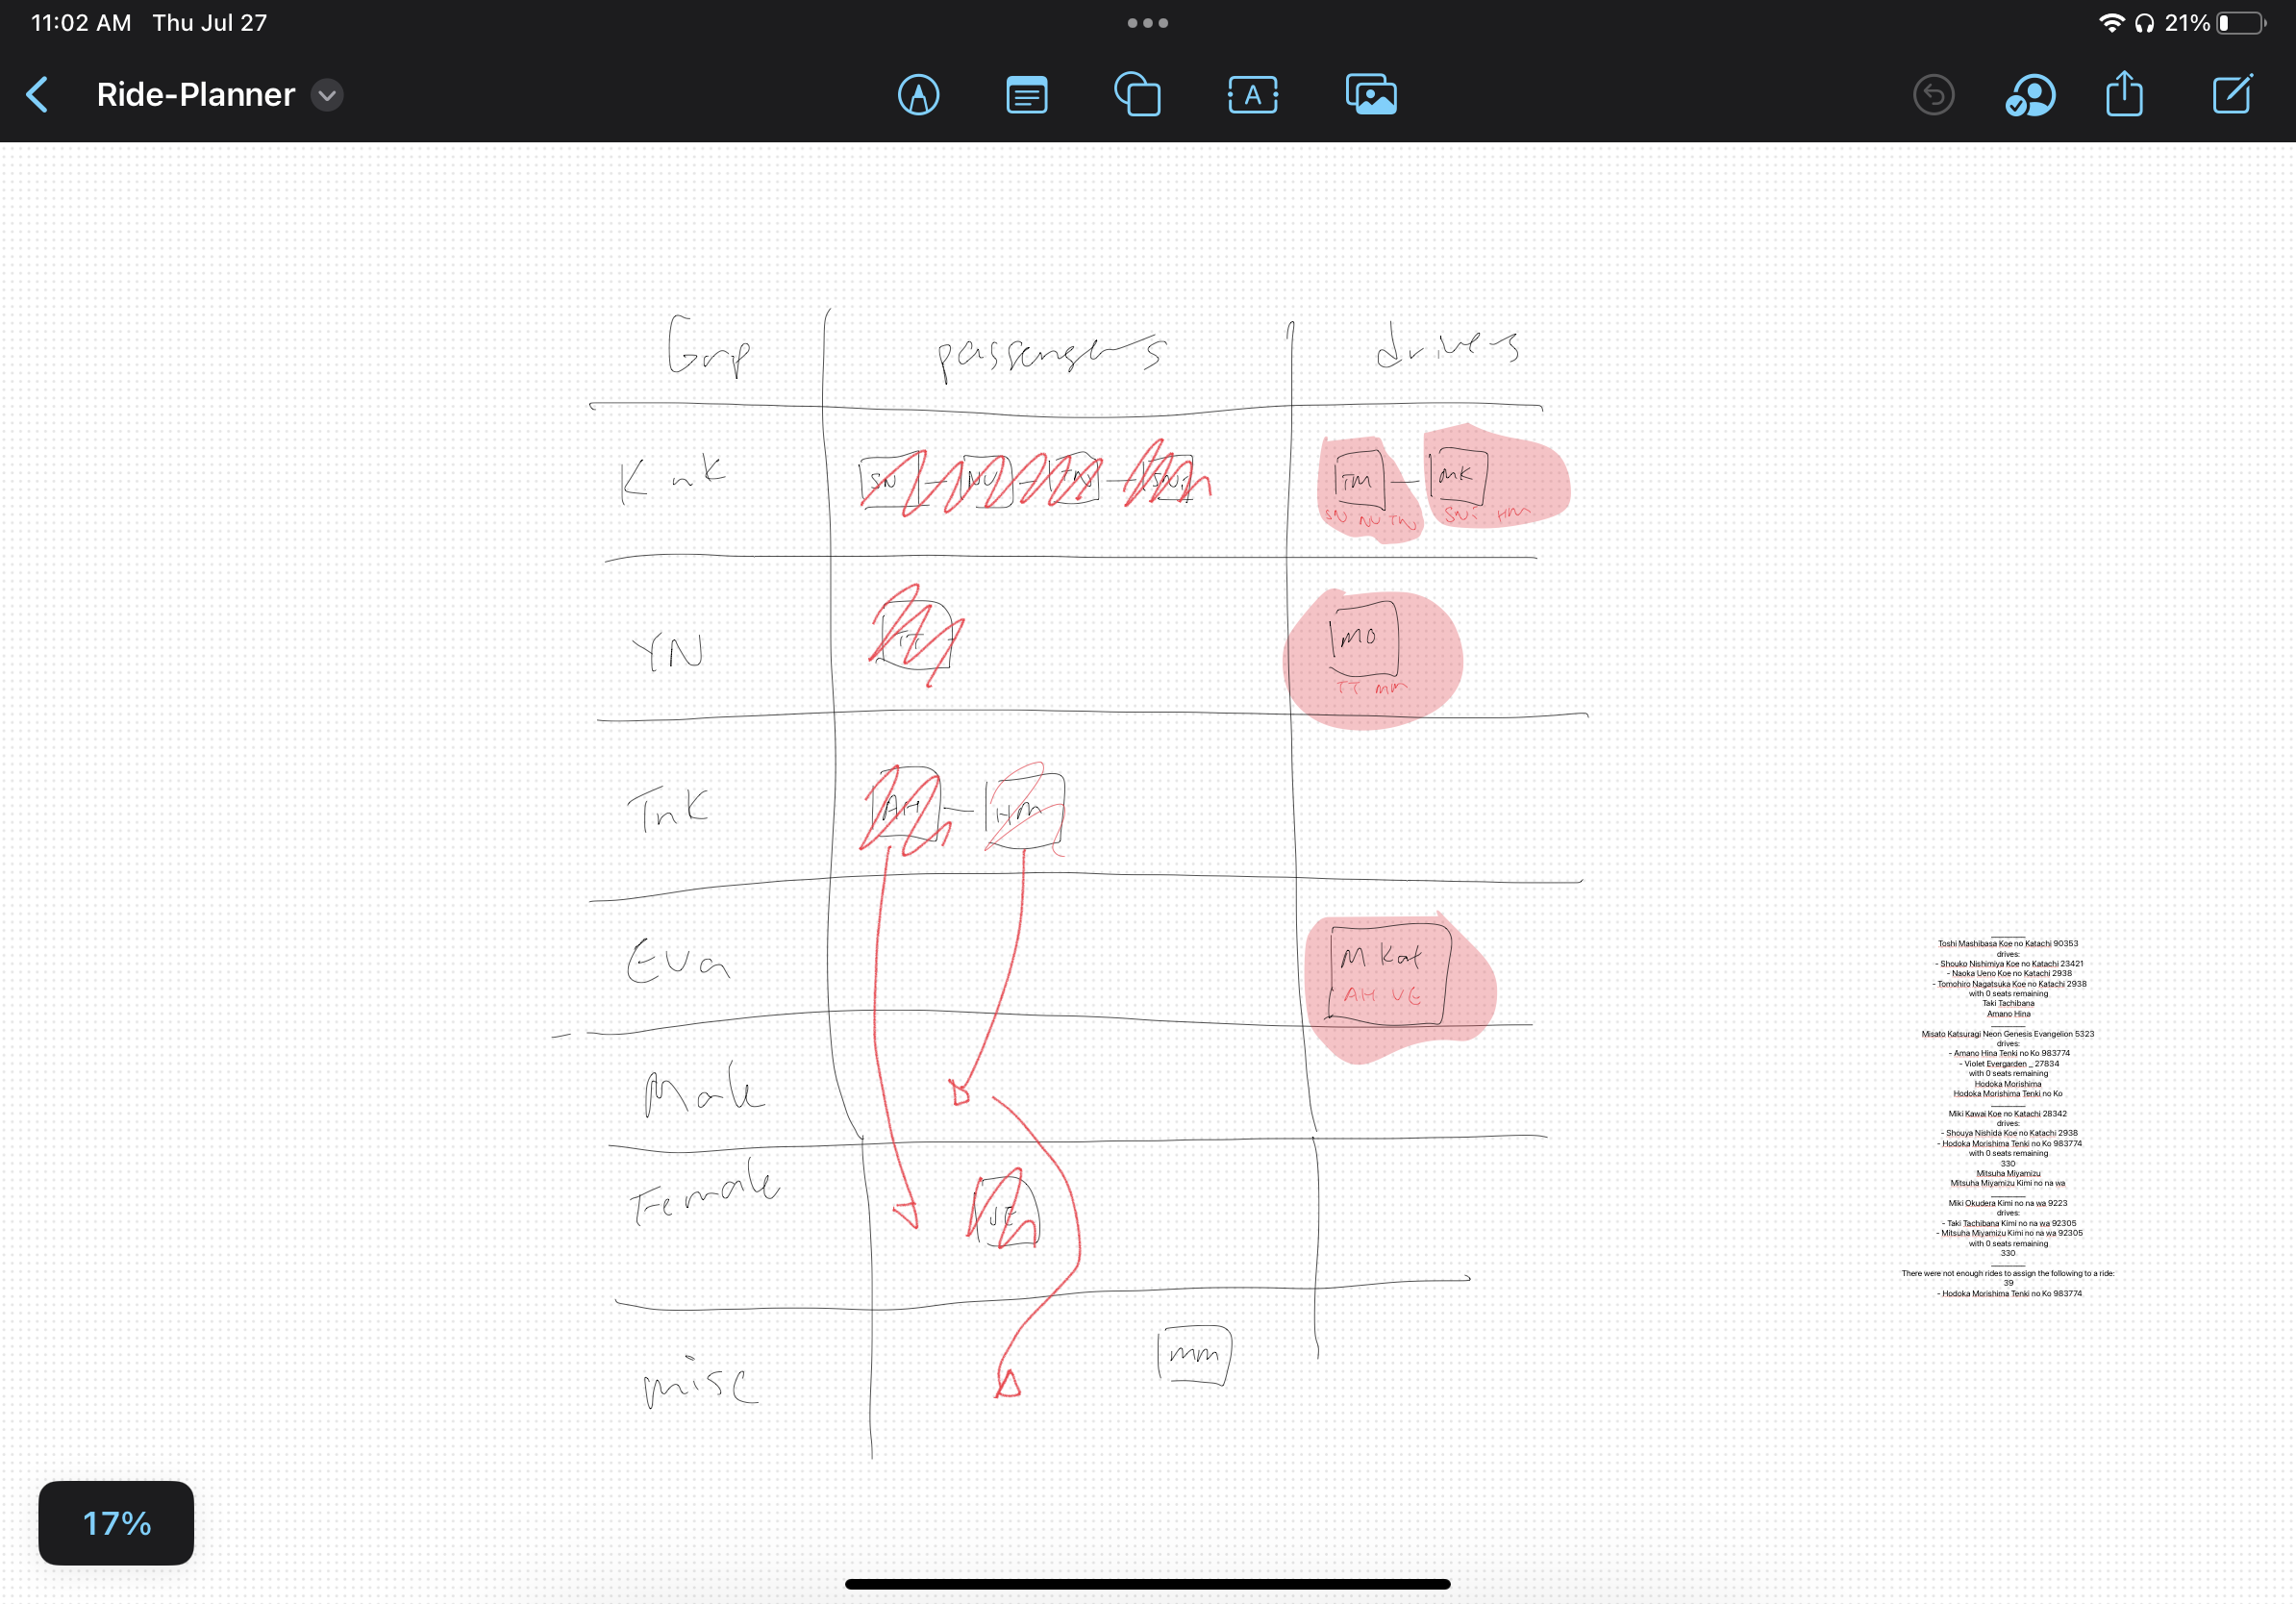 11:02 AM Thu Jul 27
21%
Ride-Planner
A
Grp passengers drivers
KnK SN NU TN SNi TM MK
SN NU TN SNi HM
YN TT MO
TT MM
TnK AH HM
Eva M Kat
AH VE
Male
Female VE
misc MM
17%
Toshi Mashibasa Koe no Katachi 90353
drives:
- Shouko Nishimiya Koe no Katachi 23421
- Naoka Ueno Koe no Katachi 2938
- Tomohiro Nagatsuka Koe no Katachi 2938
with 0 seats remaining
Taki Tachibana
Amano Hina
Misato Katsuragi Neon Genesis Evangelion 5323
drives:
- Amano Hina Tenki no Ko 983774
- Violet Evergarden _ 27834
with 0 seats remaining
Hodoka Morishima
Hodoka Morishima Tenki no Ko
Miki Kawai Koe no Katachi 28342
drives:
- Shouya Nishida Koe no Katachi 2938
- Hodoka Morishima Tenki no Ko 983774
with 0 seats remaining
330
Mitsuha Miyamizu
Mitsuha Miyamizu Kimi no na wa
Miki Okudera Kimi no na wa 9223
drives:
- Taki Tachibana Kimi no na wa 92305
- Mitsuha Miyamizu Kimi no na wa 92305
with 0 seats remaining
330
There were not enough rides to assign the following to a ride:
39
- Hodoka Morishima Tenki no Ko 983774